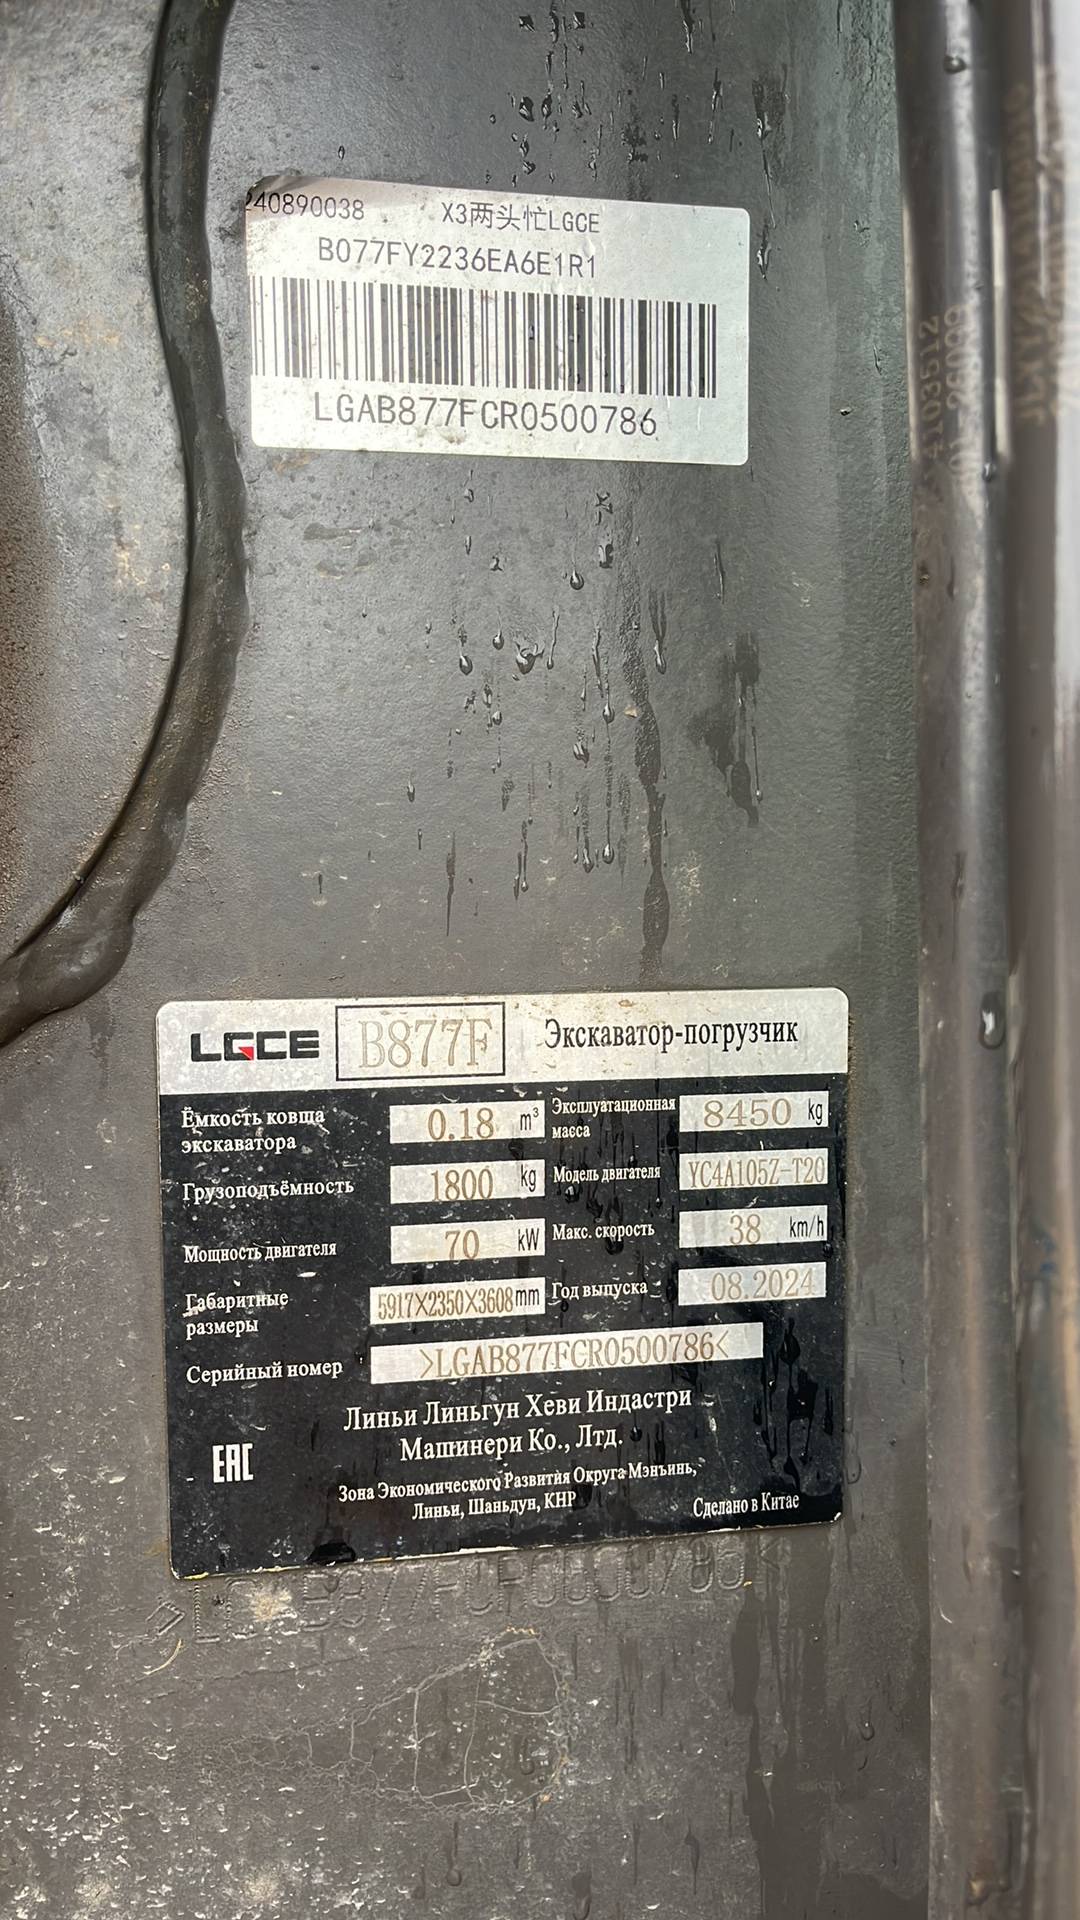 240890038 X3两头忙LGCE
B077FY2236EA6E1R1
LGAB877FCR0500786
LGCE B877F Экскаватор-погрузчик
Ёмкость ковша экскаватора 0.18 m³ Эксплуатационная масса 8450 kg
Грузоподъёмность 1800 kg Модель двигателя YC4A105Z-T20
Мощность двигателя 70 kW Макс. скорость 38 km/h
Габаритные размеры 5917X2350X3608mm Год выпуска 08.2024
Серийный номер >LGAB877FCR0500786<
Линьи Линьгун Хеви Индастри
Машинери Ко., Лтд.
EAC
Зона Экономического Развития Округа Мэнъинь,
Линьи, Шаньдун, КНР
Сделано в Китае